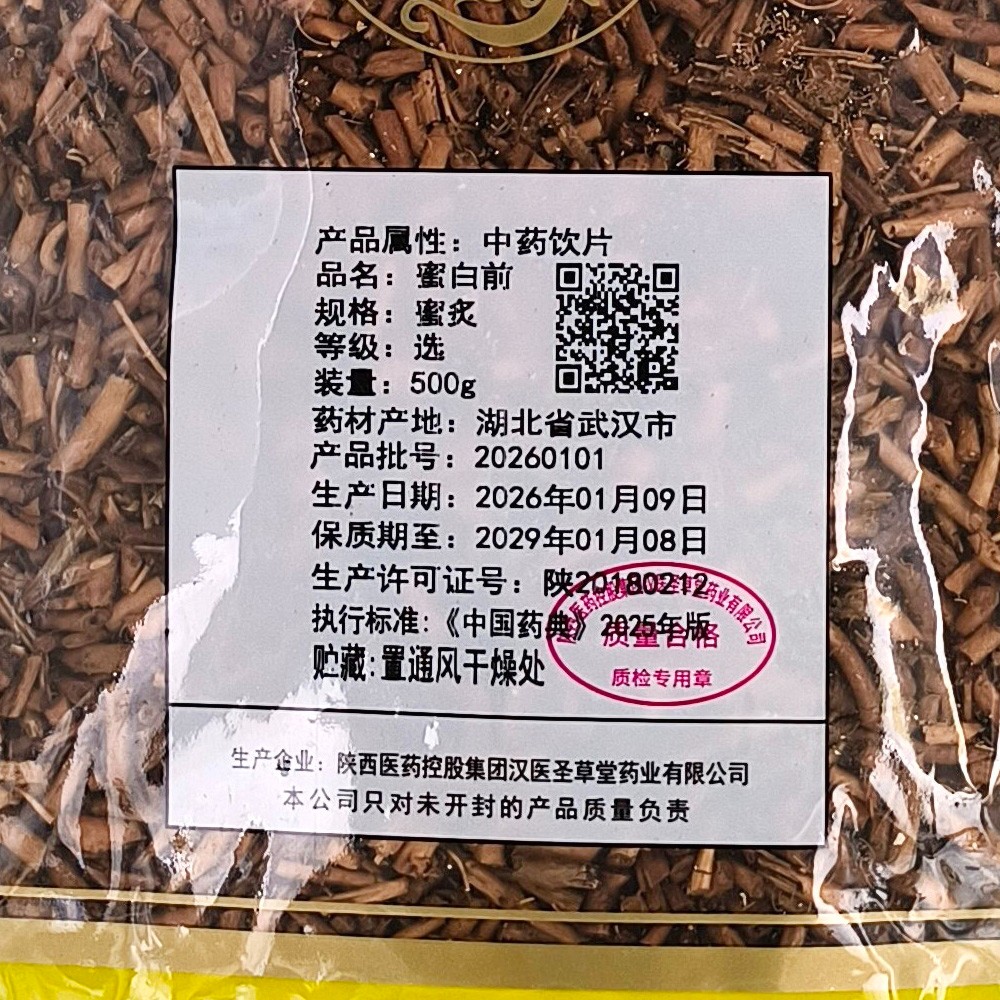 产品属性：中药饮片
品名：蜜白前
规格：蜜炙
等级：选
装量：500g
药材产地：湖北省武汉市
产品批号：20260101
生产日期：2026年01月09日
保质期至：2029年01月08日
生产许可证号：陕20180212
执行标准:《中国药典》2025年版
贮藏:置通风干燥处
质量合格
质检专用章
生产企业：陕西医药控股集团汉医圣草堂药业有限公司
本公司只对未开封的产品质量负责